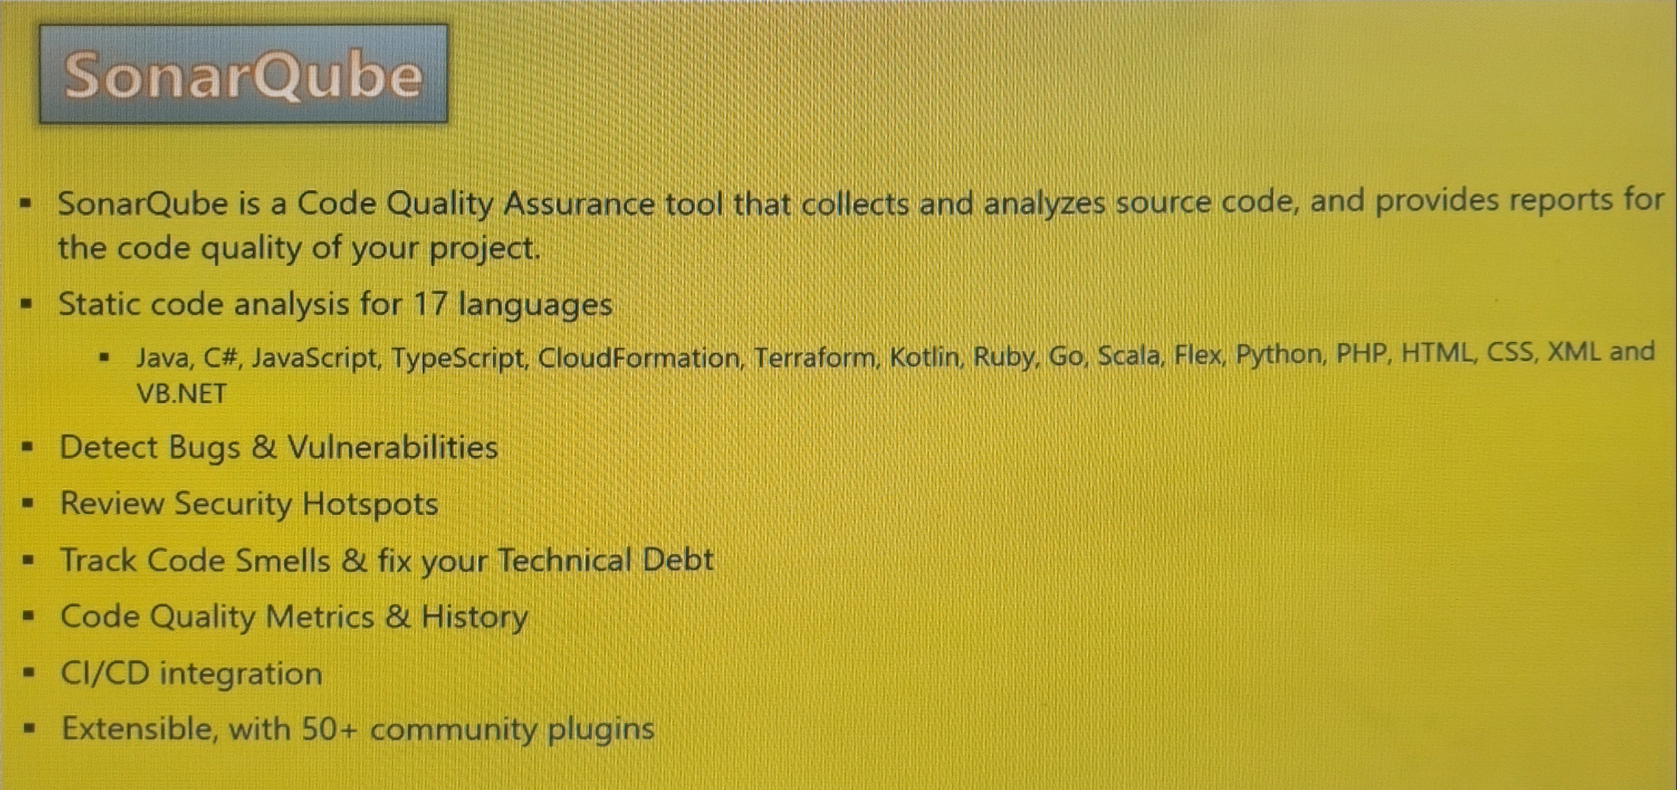 SonarQube
▪ SonarQube is a Code Quality Assurance tool that collects and analyzes source code, and provides reports for
the code quality of your project.
▪ Static code analysis for 17 languages
▪ Java, C#, JavaScript, TypeScript, CloudFormation, Terraform, Kotlin, Ruby, Go, Scala, Flex, Python, PHP, HTML, CSS, XML and
VB.NET
▪ Detect Bugs & Vulnerabilities
▪ Review Security Hotspots
▪ Track Code Smells & fix your Technical Debt
▪ Code Quality Metrics & History
▪ CI/CD integration
▪ Extensible, with 50+ community plugins